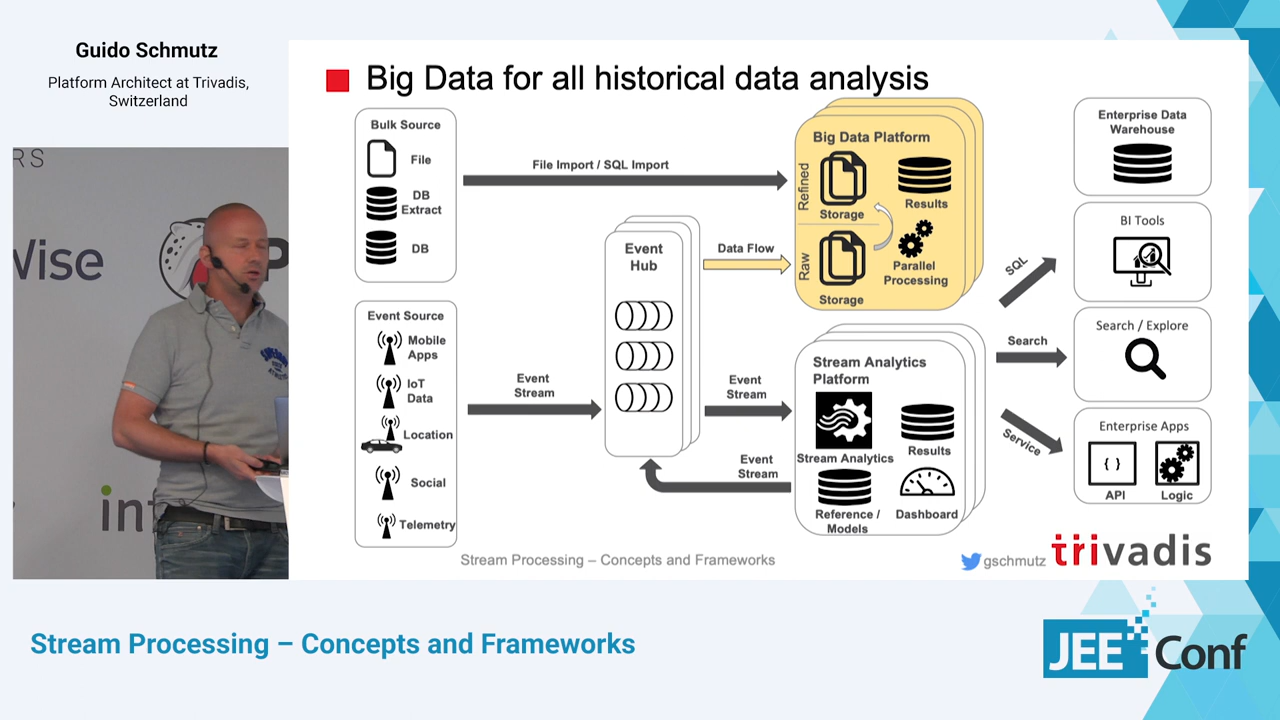 Guido Schmutz
Platform Architect at Trivadis,
Switzerland
RS
Wise
P
int
Big Data for all historical data analysis
Bulk Source
File
DB
Extract
DB
Event Source
Mobile
Apps
IoT
Data
Location
Social
Telemetry
File Import / SQL Import
Event
Stream
Event
Hub
Data Flow
Event
Stream
Event
Stream
Big Data Platform
Refined
Storage
Results
Raw
Storage
Parallel
Processing
Stream Analytics
Platform
Stream Analytics
Results
Reference /
Models
Dashboard
SQL
Search
Service
Enterprise Data
Warehouse
BI Tools
Search / Explore
Enterprise Apps
{ }
API
Logic
Stream Processing – Concepts and Frameworks
gschmutz
trivadis
Stream Processing – Concepts and Frameworks
JEE Conf